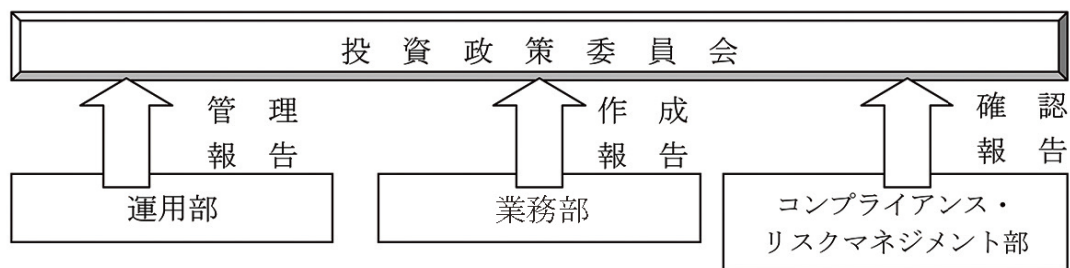 投資政策委員会
管理
報告
作成
報告
確認
報告
運用部
業務部
コンプライアンス・
リスクマネジメント部